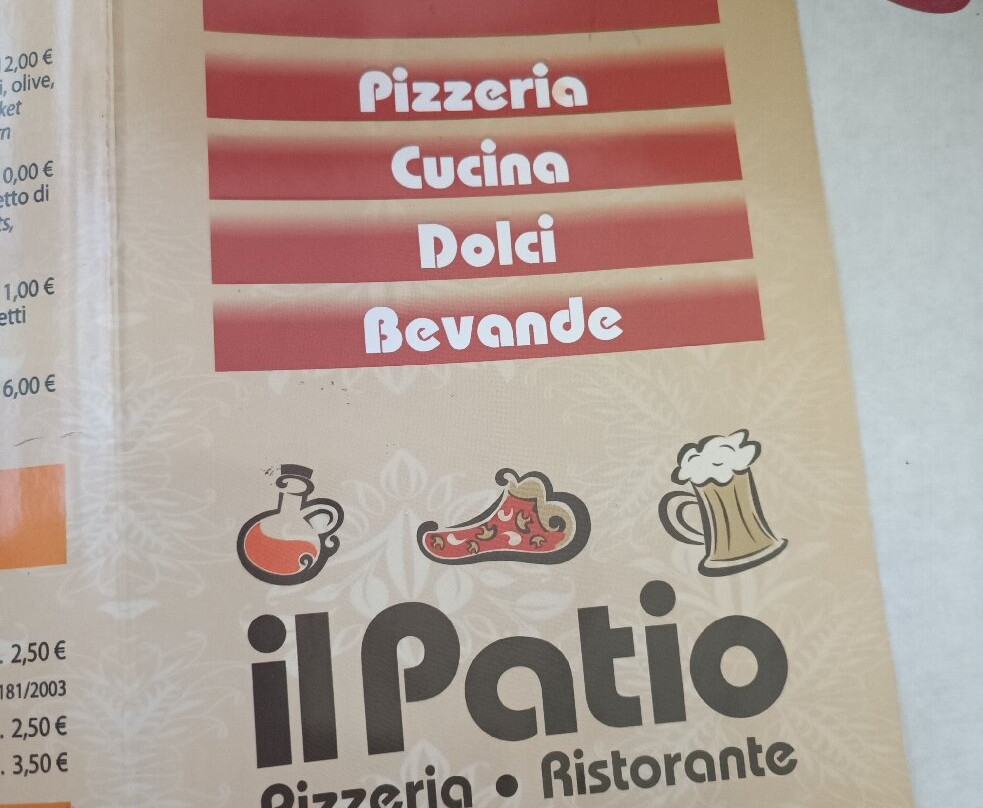 2,00 €
, olive,
0,00 €
di
1,00 €
6,00 €
2,50 €
181/2003
2,50 €
3,50 €
Pizzeria
Cucina
Dolci
Bevande
il Patio
Pizzeria • Ristorante